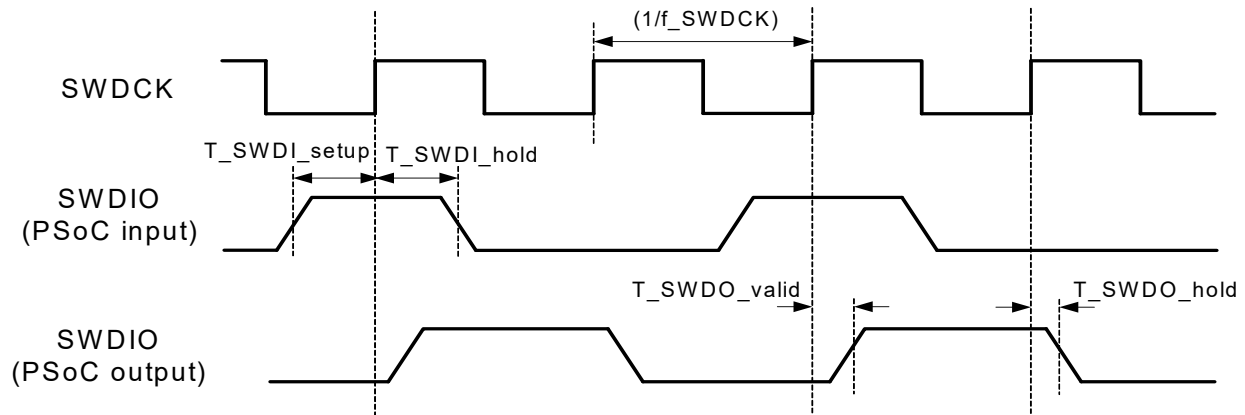 (1/f_SWDCK)
SWDCK
T_SWDI_setup
T_SWDI_hold
SWDIO
(PSoC input)
T_SWDO_valid
T_SWDO_hold
SWDIO
(PSoC output)